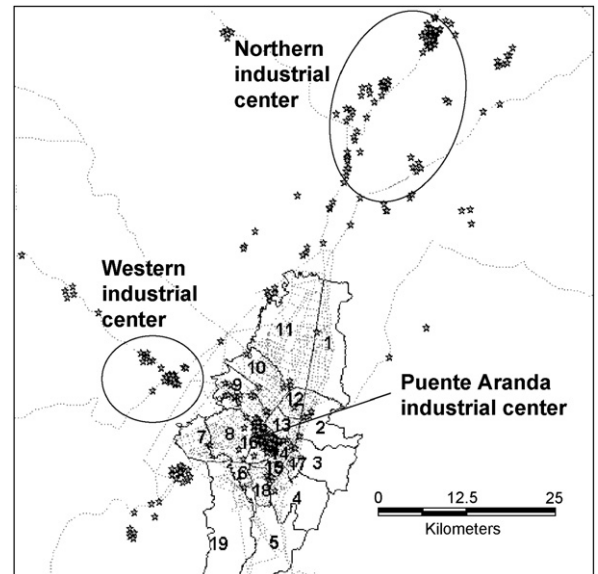 Northern
industrial
center
Western
industrial
center
11
1
10
9
12
Puente Aranda
industrial center
13
2
7
8
16
14
17
3
15
6
18
4
19
5
0
12.5
25
Kilometers